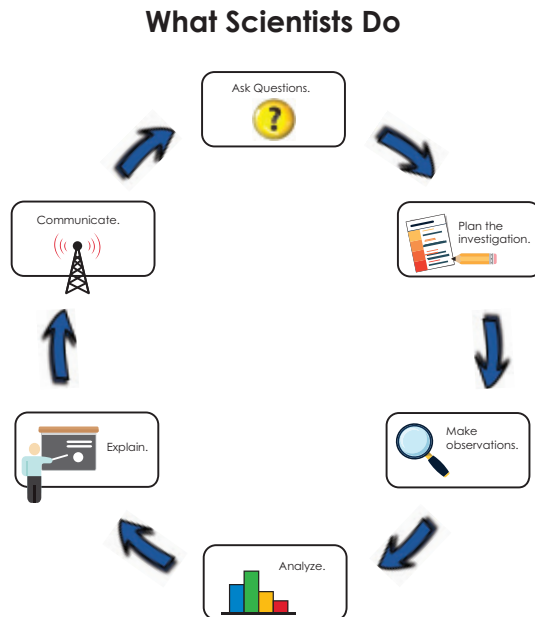 What Scientists Do
Ask Questions.
?
Plan the
investigation.
Make
observations.
Analyze.
Explain.
Communicate.